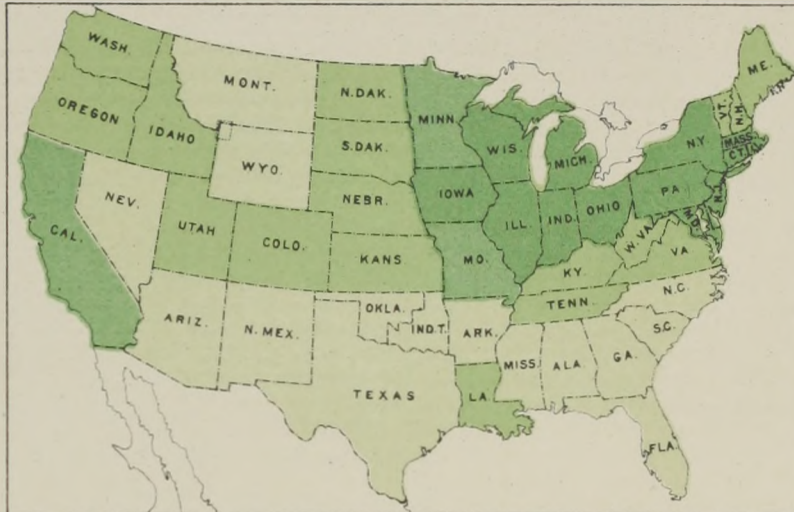 WASH.
MONT.
N.DAK.
MINN.
ME.
VT.
N.H.
OREGON
IDAHO
S.DAK.
WIS.
MICH.
N.Y.
MASS.
CT.
WYO.
NEV.
NEBR.
IOWA
PA.
N.J.
ILL.
IND.
OHIO
MD.
CAL.
UTAH
COLO.
KANS
MO.
W.VA.
VA
KY.
TENN.
N.C.
ARIZ.
N.MEX.
OKLA.
IND.T.
ARK.
S.C.
MISS.
ALA.
GA.
TEXAS
LA.
FLA.